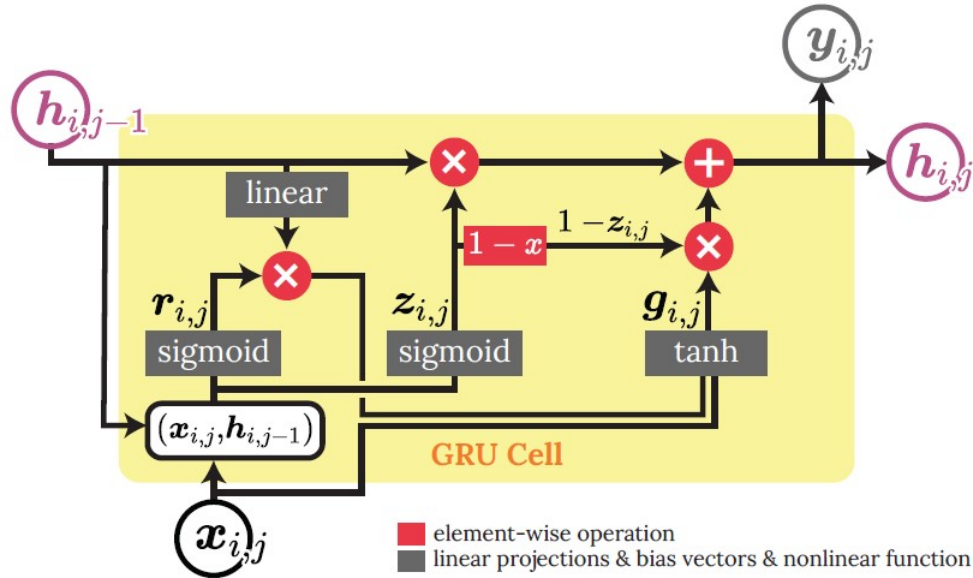 y_{i,j}
h_{i,j-1}
h_{i,j}
linear
1 - x
1 - z_{i,j}
r_{i,j}
z_{i,j}
g_{i,j}
sigmoid
sigmoid
tanh
(x_{i,j}, h_{i,j-1})
GRU Cell
x_{i,j}
element-wise operation
linear projections & bias vectors & nonlinear function